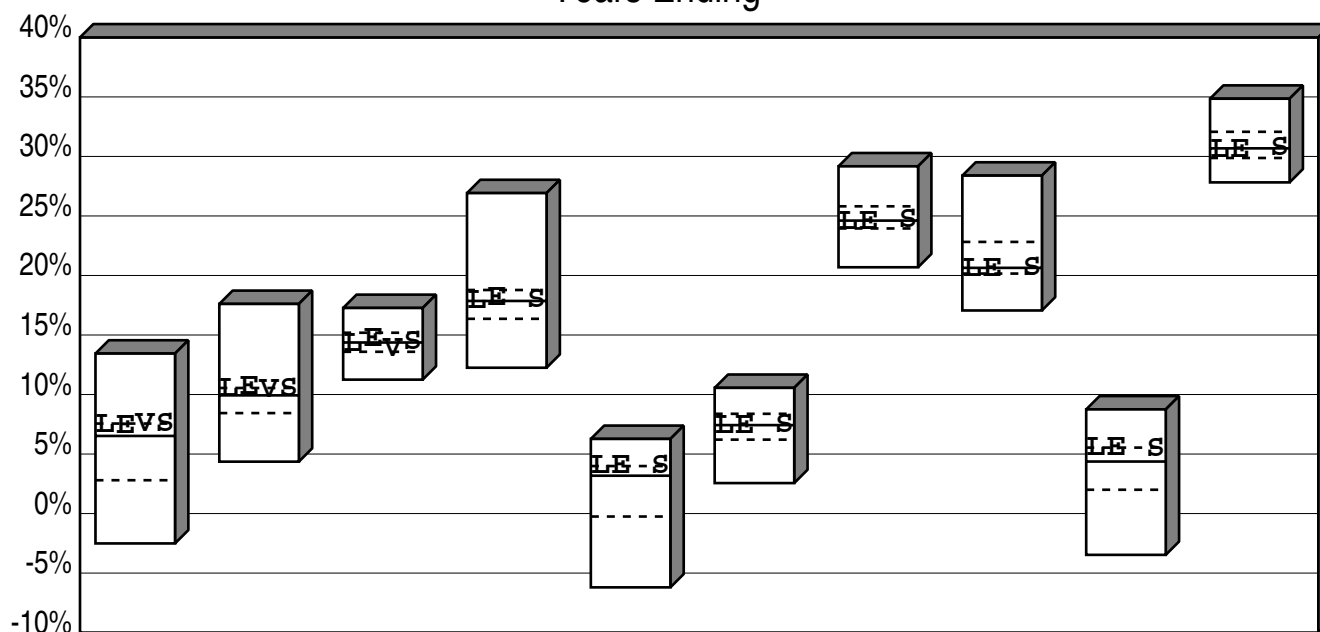 Years Ending
40%
35%
30%
25%
20%
15%
10%
5%
0%
-5%
-10%
LEVS
LEVS
LEVS
LE S
LE S
LE S
LE S
LE S
LE S
LE S